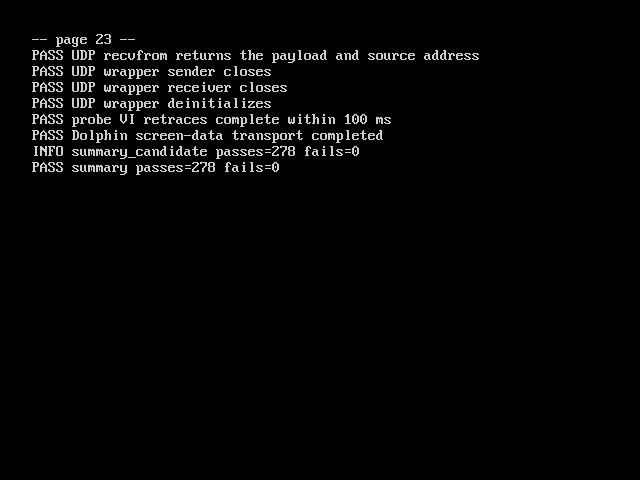 -- page 23 --
PASS UDP recvfrom returns the payload and source address
PASS UDP wrapper sender closes
PASS UDP wrapper receiver closes
PASS UDP wrapper deinitializes
PASS probe VI retraces complete within 100 ms
PASS Dolphin screen-data transport completed
INFO summary_candidate passes=278 fails=0
PASS summary passes=278 fails=0